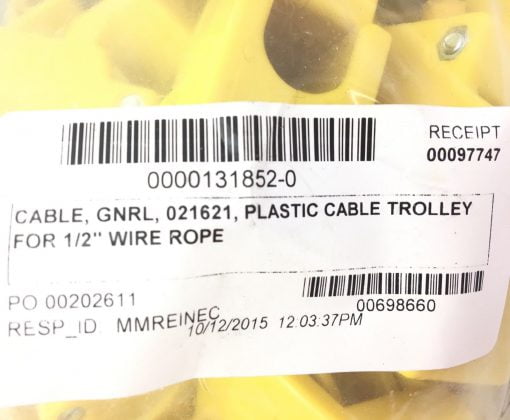 RECEIPT
00097747
0000131852-0
CABLE, GNRL, 021621, PLASTIC CABLE TROLLEY
FOR 1/2" WIRE ROPE
PO 00202611
00698660
RESP_ID: MMREINEC
10/12/2015 12:03:37PM